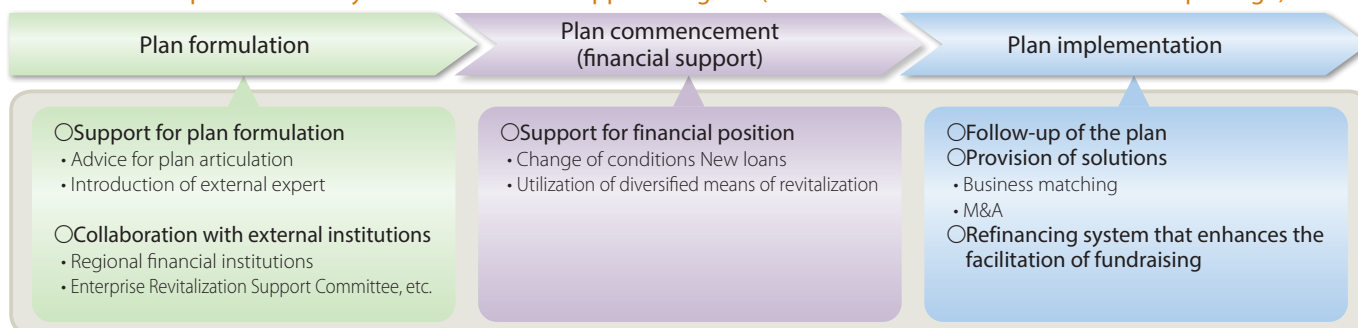 Plan formulation
Plan commencement
(financial support)
Plan implementation
○Support for plan formulation
• Advice for plan articulation
• Introduction of external expert
○Collaboration with external institutions
• Regional financial institutions
• Enterprise Revitalization Support Committee, etc.
○Support for financial position
• Change of conditions New loans
• Utilization of diversified means of revitalization
○Follow-up of the plan
○Provision of solutions
• Business matching
• M&A
○Refinancing system that enhances the
facilitation of fundraising